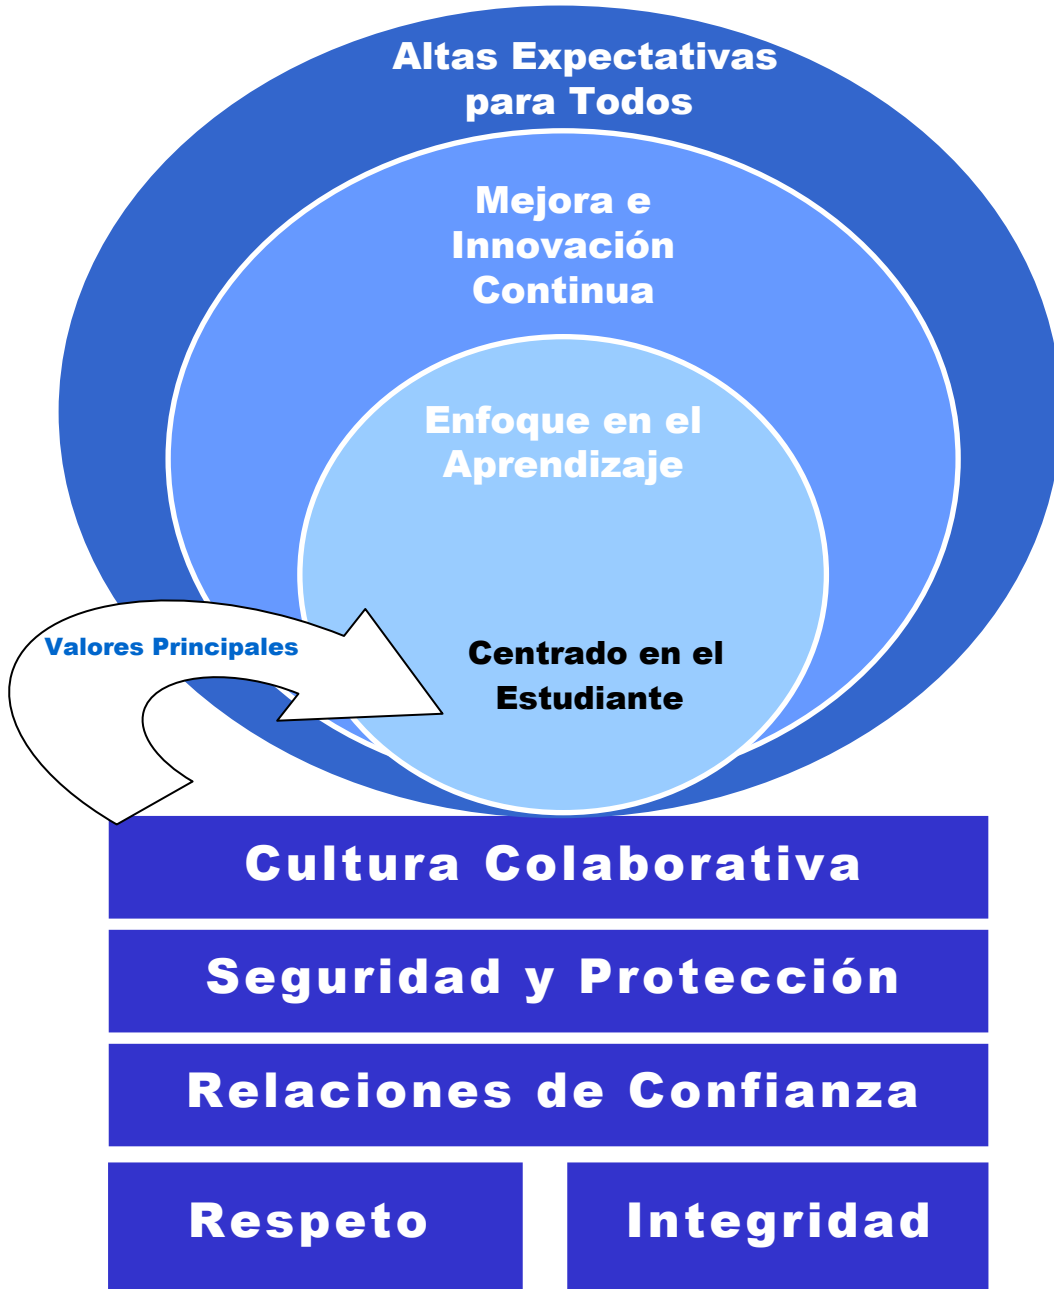 Altas Expectativas
para Todos
Mejora e
Innovación
Continua
Enfoque en el
Aprendizaje
Valores Principales
Centrado en el
Estudiante
Cultura Colaborativa
Seguridad y Protección
Relaciones de Confianza
Respeto
Integridad